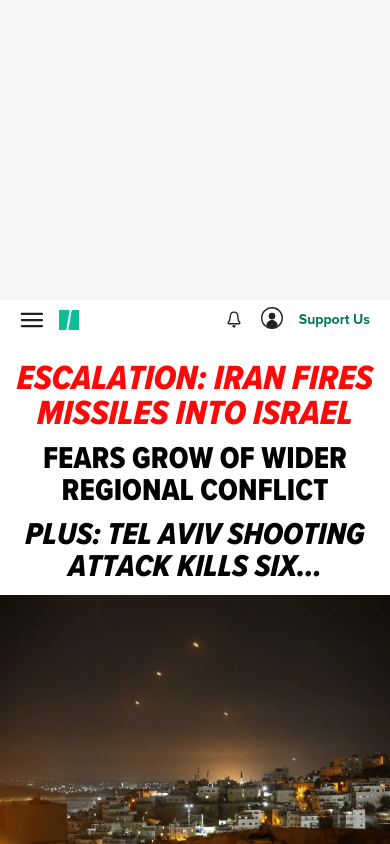 Support Us
ESCALATION: IRAN FIRES
MISSILES INTO ISRAEL
FEARS GROW OF WIDER
REGIONAL CONFLICT
PLUS: TEL AVIV SHOOTING
ATTACK KILLS SIX...